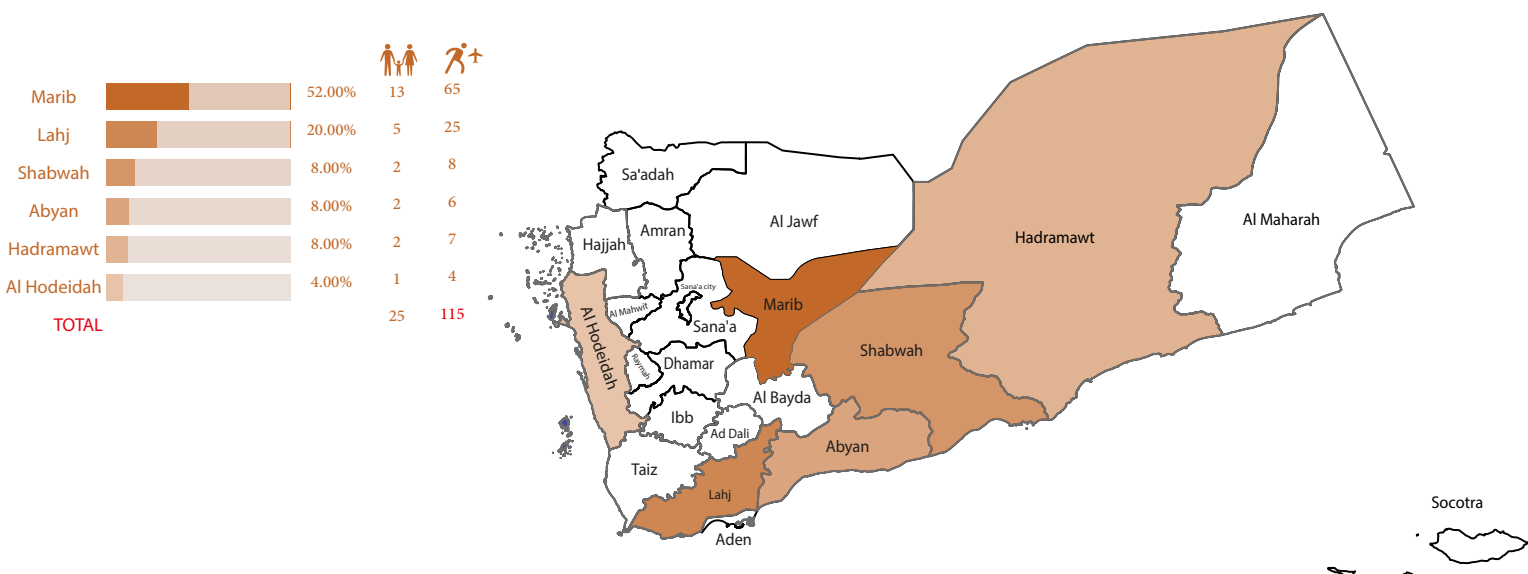 Marib 52.00% 13 65
Lahj 20.00% 5 25
Shabwah 8.00% 2 8
Abyan 8.00% 2 6
Hadramawt 8.00% 2 7
Al Hodeidah 4.00% 1 4
TOTAL 25 115
Sa'adah
Al Jawf
Amran
Hajjah
Hadramawt
Al Maharah
Sana'a city
Marib
Al Mahwit
Sana'a
Al Hodeidah
Raymah
Dhamar
Shabwah
Al Bayda
Ibb
Ad Dali
Abyan
Taiz
Lahj
Aden
Socotra